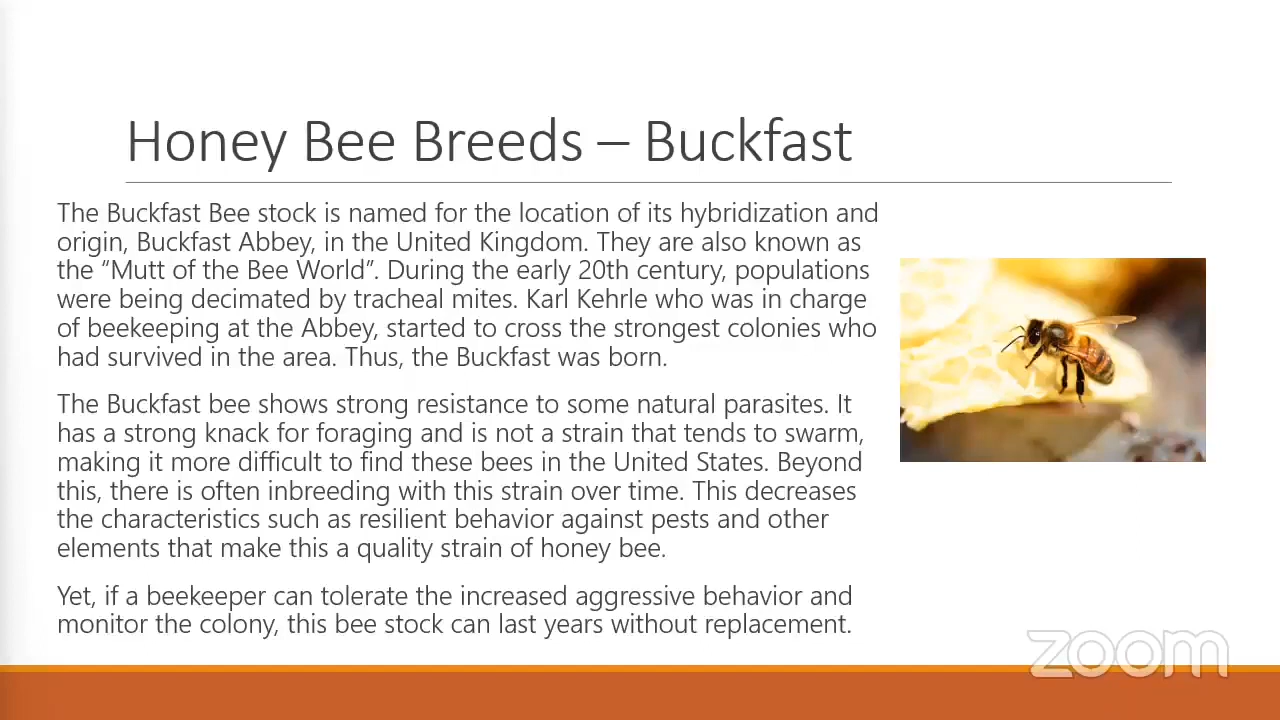 Honey Bee Breeds – Buckfast
The Buckfast Bee stock is named for the location of its hybridization and
origin, Buckfast Abbey, in the United Kingdom. They are also known as
the “Mutt of the Bee World”. During the early 20th century, populations
were being decimated by tracheal mites. Karl Kehrle who was in charge
of beekeeping at the Abbey, started to cross the strongest colonies who
had survived in the area. Thus, the Buckfast was born.
The Buckfast bee shows strong resistance to some natural parasites. It
has a strong knack for foraging and is not a strain that tends to swarm,
making it more difficult to find these bees in the United States. Beyond
this, there is often inbreeding with this strain over time. This decreases
the characteristics such as resilient behavior against pests and other
elements that make this a quality strain of honey bee.
Yet, if a beekeeper can tolerate the increased aggressive behavior and
monitor the colony, this bee stock can last years without replacement.
zoom